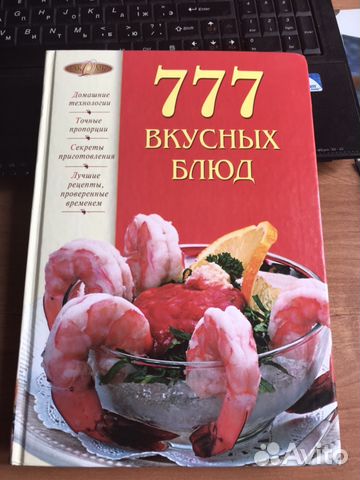 777
ВКУСНЫХ
БЛЮД
Домашние
технологии
Точные
пропорции
Секреты
приготовления
Лучшие
рецепты,
проверенные
временем
Avito